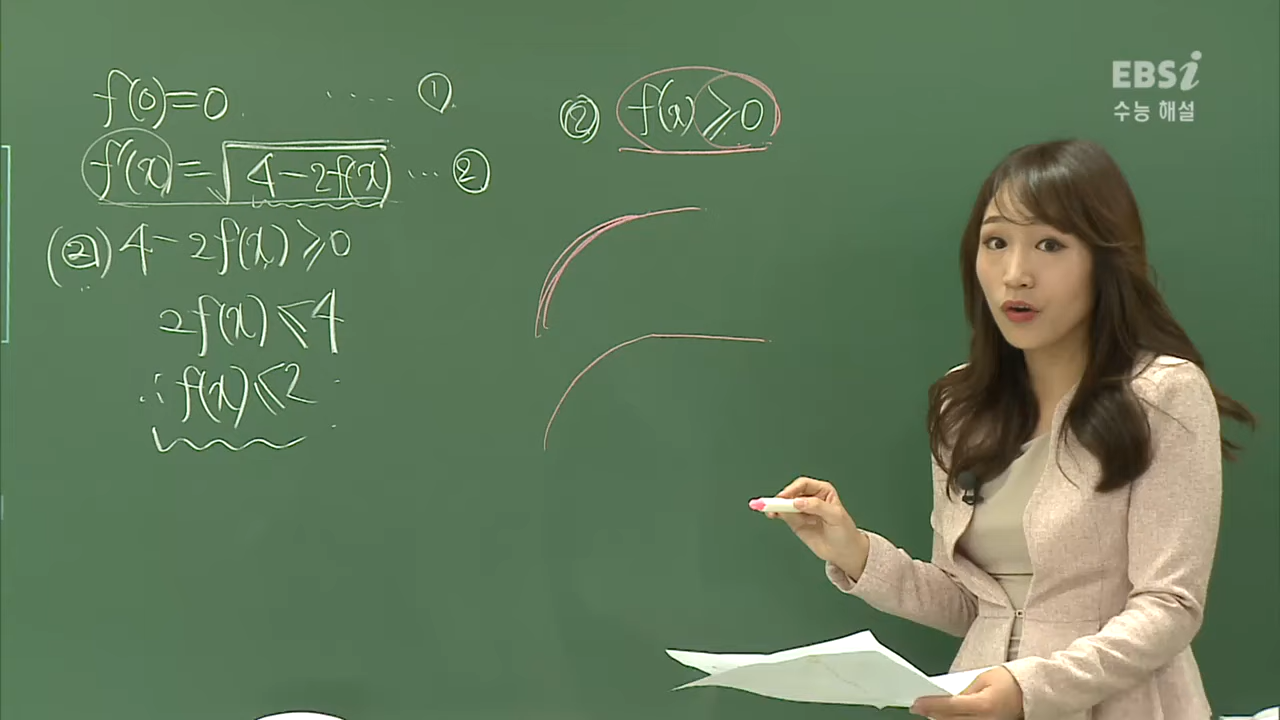 f(0)=0. ..... ①
f'(x)=√4-2f(x) ... ②
(②) 4-2f(x)≥0
2f(x)≤4
∴ f(x)≤2
② f'(x)≥0
EBSi
수능 해설